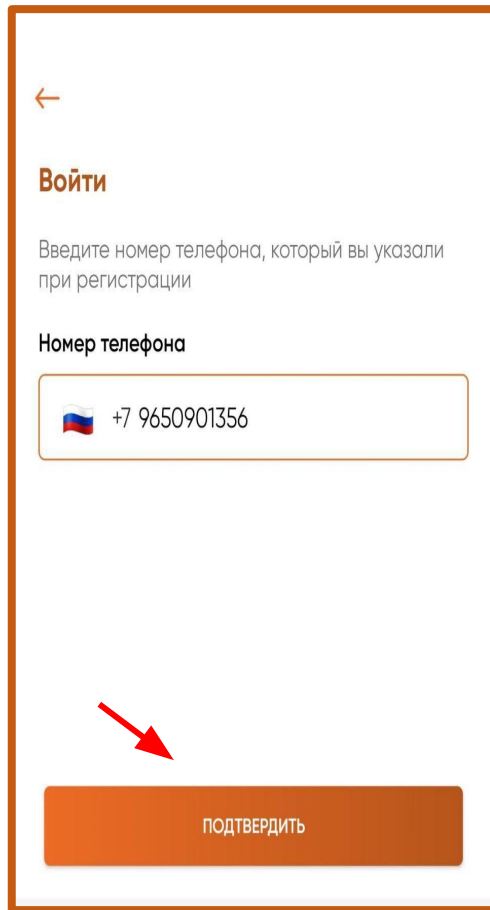 Войти
Введите номер телефона, который вы указали
при регистрации
Номер телефона
+7 9650901356
ПОДТВЕРДИТЬ